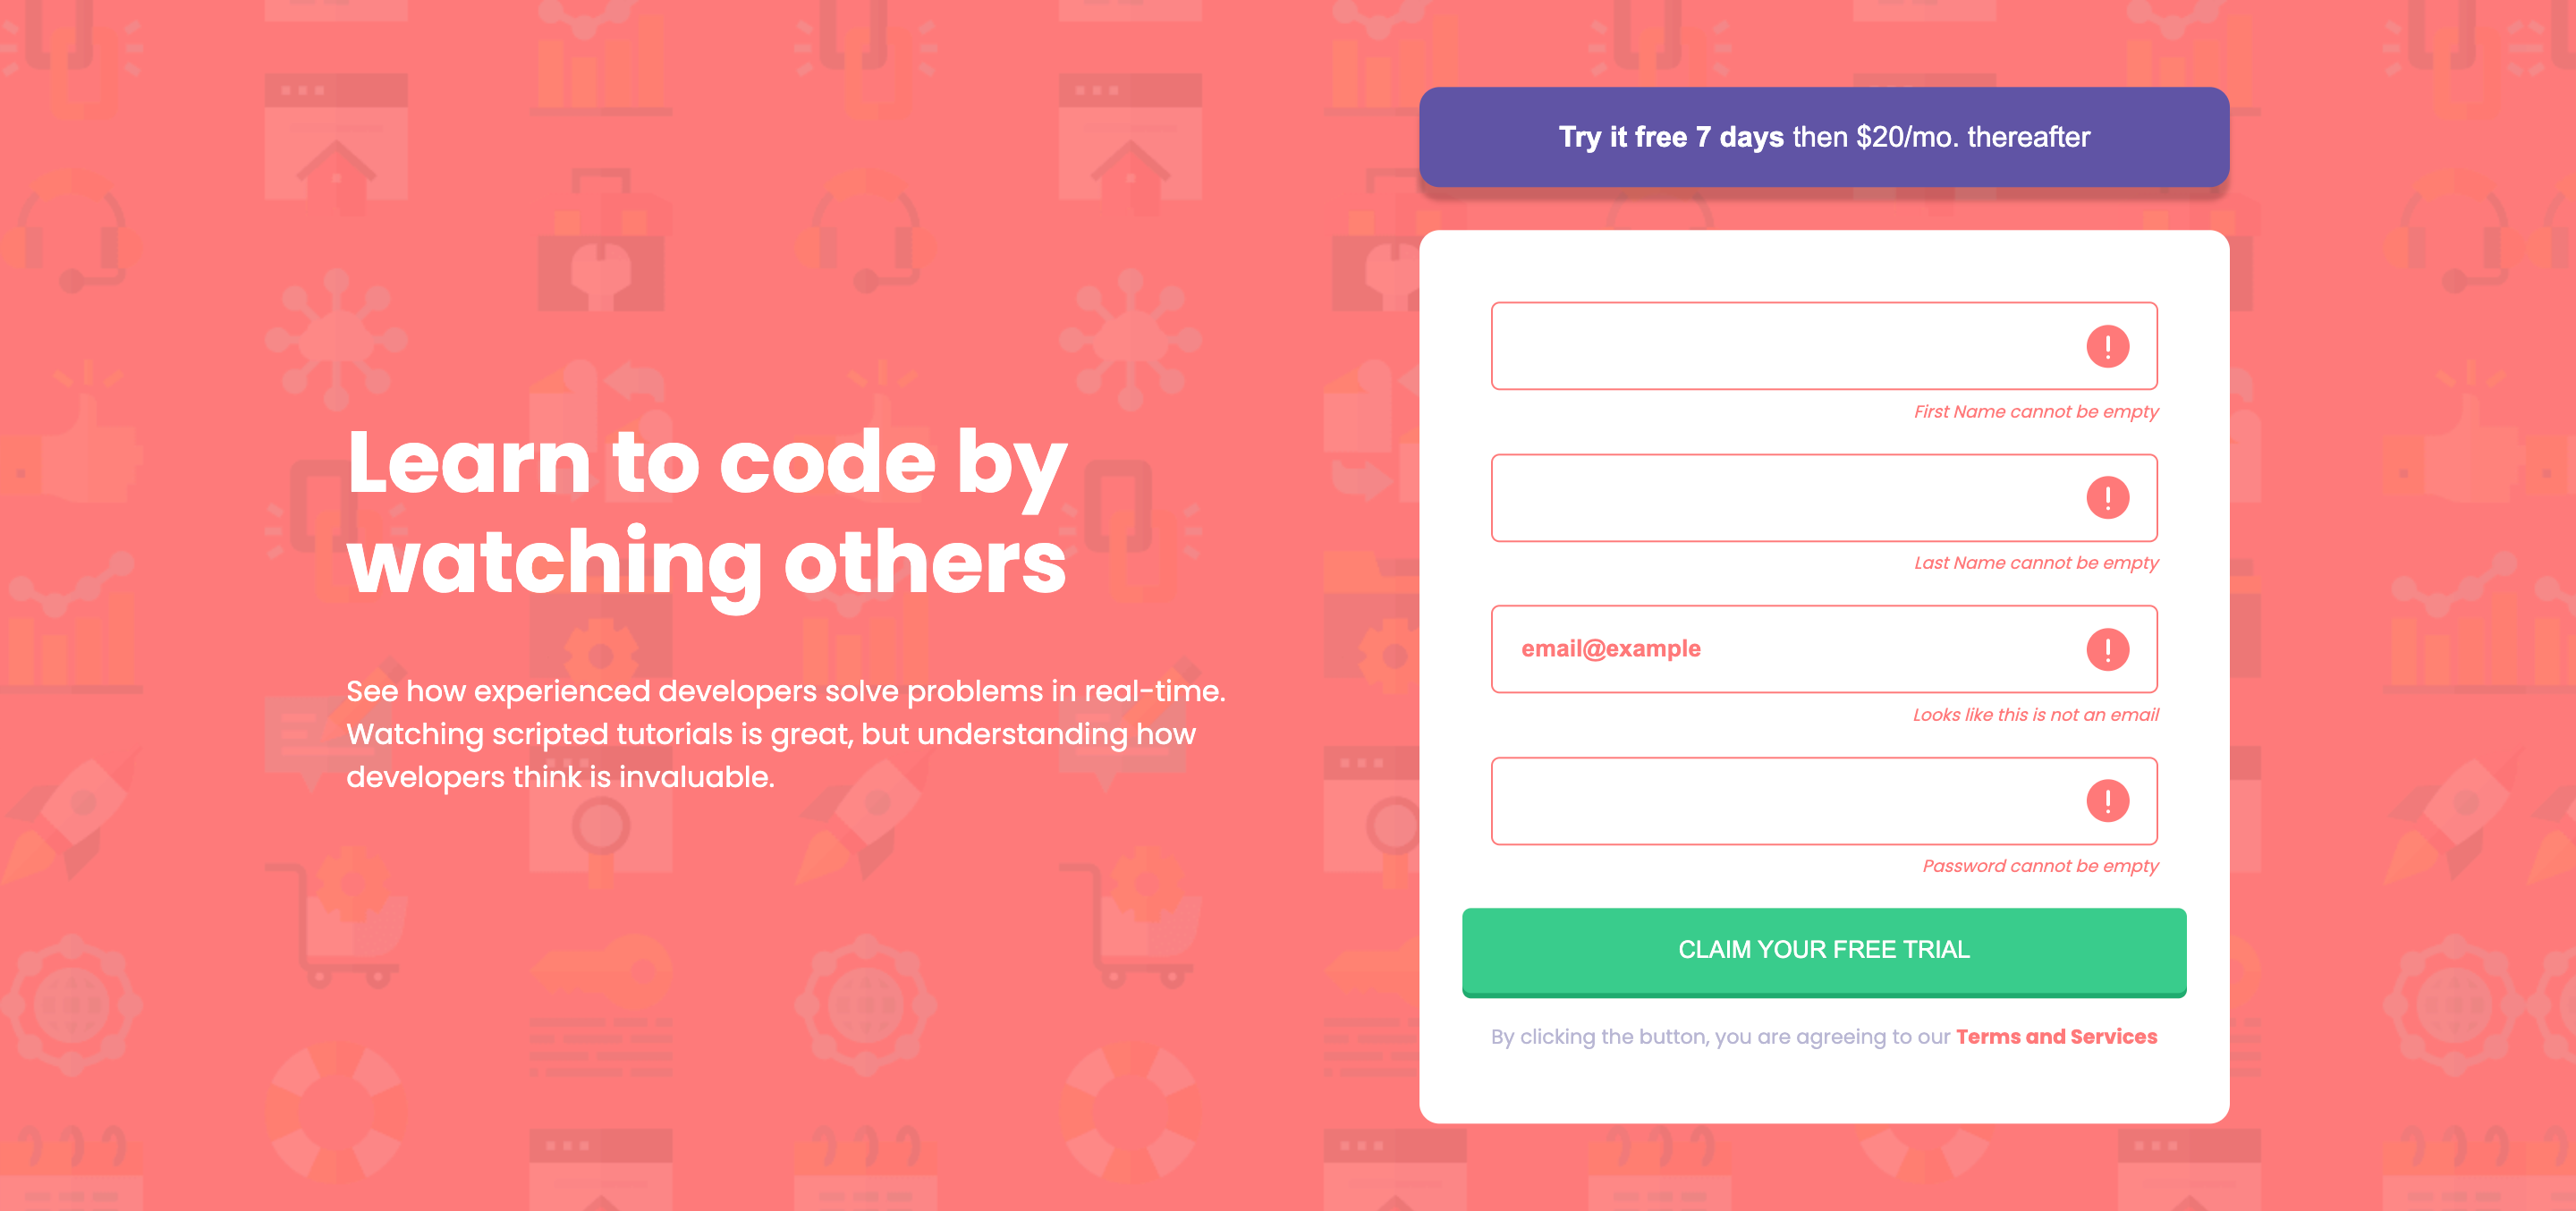 Learn to code by
watching others
See how experienced developers solve problems in real-time.
Watching scripted tutorials is great, but understanding how
developers think is invaluable.
Try it free 7 days then $20/mo. thereafter
First Name cannot be empty
Last Name cannot be empty
email@example
Looks like this is not an email
Password cannot be empty
CLAIM YOUR FREE TRIAL
By clicking the button, you are agreeing to our Terms and Services